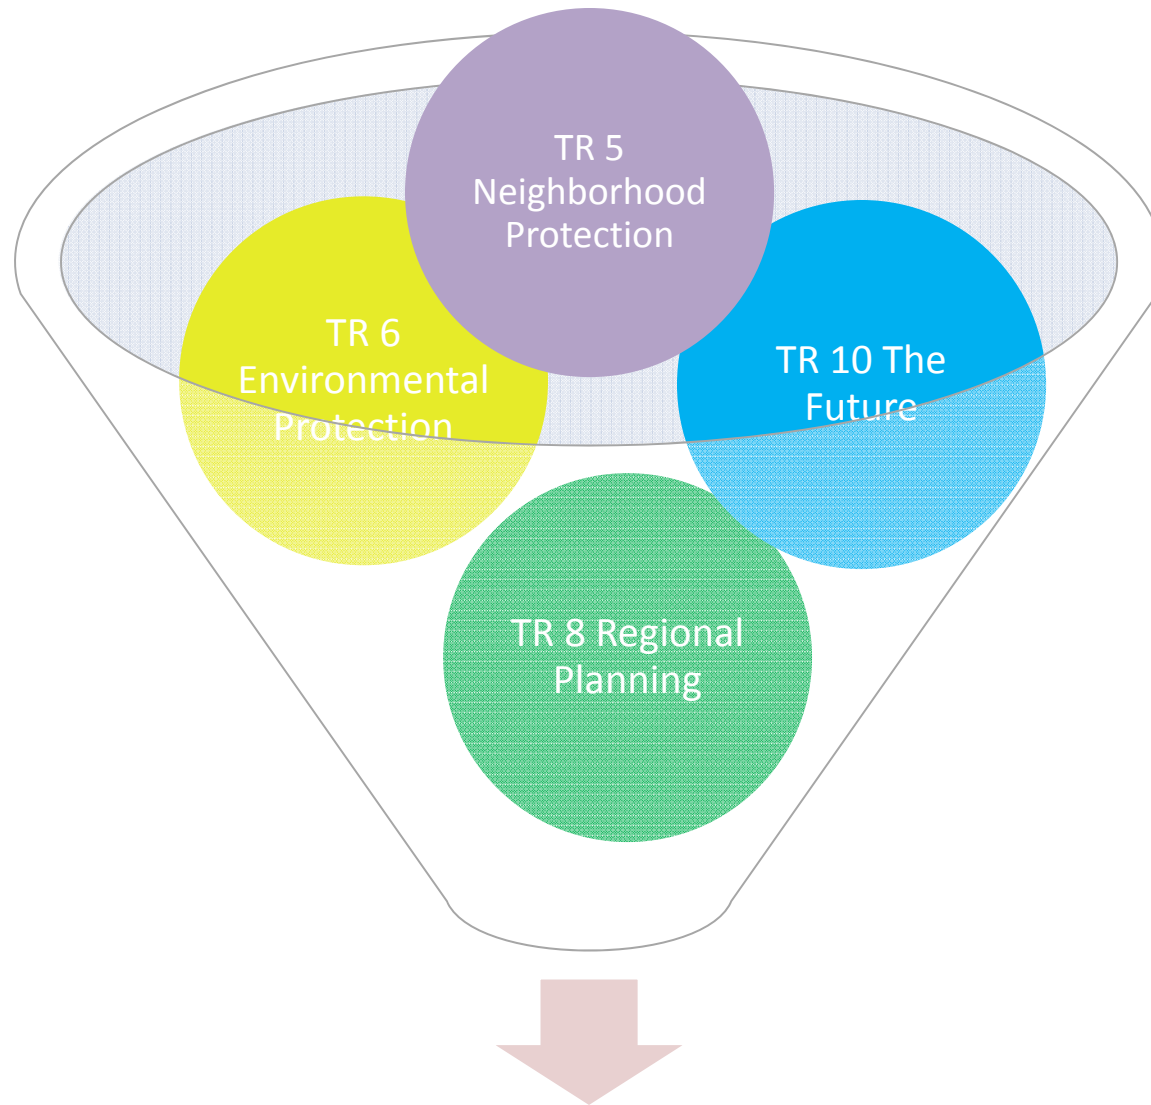 TR 5
Neighborhood
Protection
TR 6
Environmental
Protection
TR 10 The
Future
TR 8 Regional
Planning